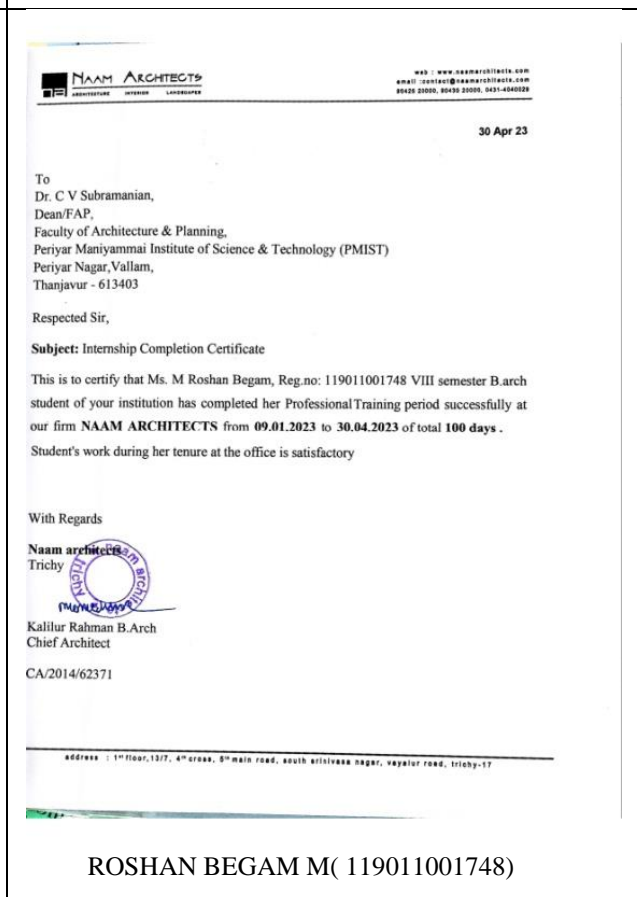 NAAM ARCHITECTS
ARCHITECTURE INTERIOR LANDSCAPES
web : www.naamarchitects.com
email :contact@naamarchitects.com
80426 20000, 80430 20000, 0431-4040029
30 Apr 23
To
Dr. C V Subramanian,
Dean/FAP,
Faculty of Architecture & Planning,
Periyar Maniyammai Institute of Science & Technology (PMIST)
Periyar Nagar,Vallam,
Thanjavur - 613403
Respected Sir,
Subject: Internship Completion Certificate
This is to certify that Ms. M Roshan Begam, Reg.no: 119011001748 VIII semester B.arch
student of your institution has completed her Professional Training period successfully at
our firm NAAM ARCHITECTS from 09.01.2023 to 30.04.2023 of total 100 days .
Student's work during her tenure at the office is satisfactory
With Regards
Naam architects
Trichy
Naam architects
trichy
Kalilur Rahman B.Arch
Chief Architect
CA/2014/62371
address : 1st floor,13/7, 4th cross, 5th main road, south srinivasa nagar, vayalur road, trichy-17
ROSHAN BEGAM M( 119011001748)